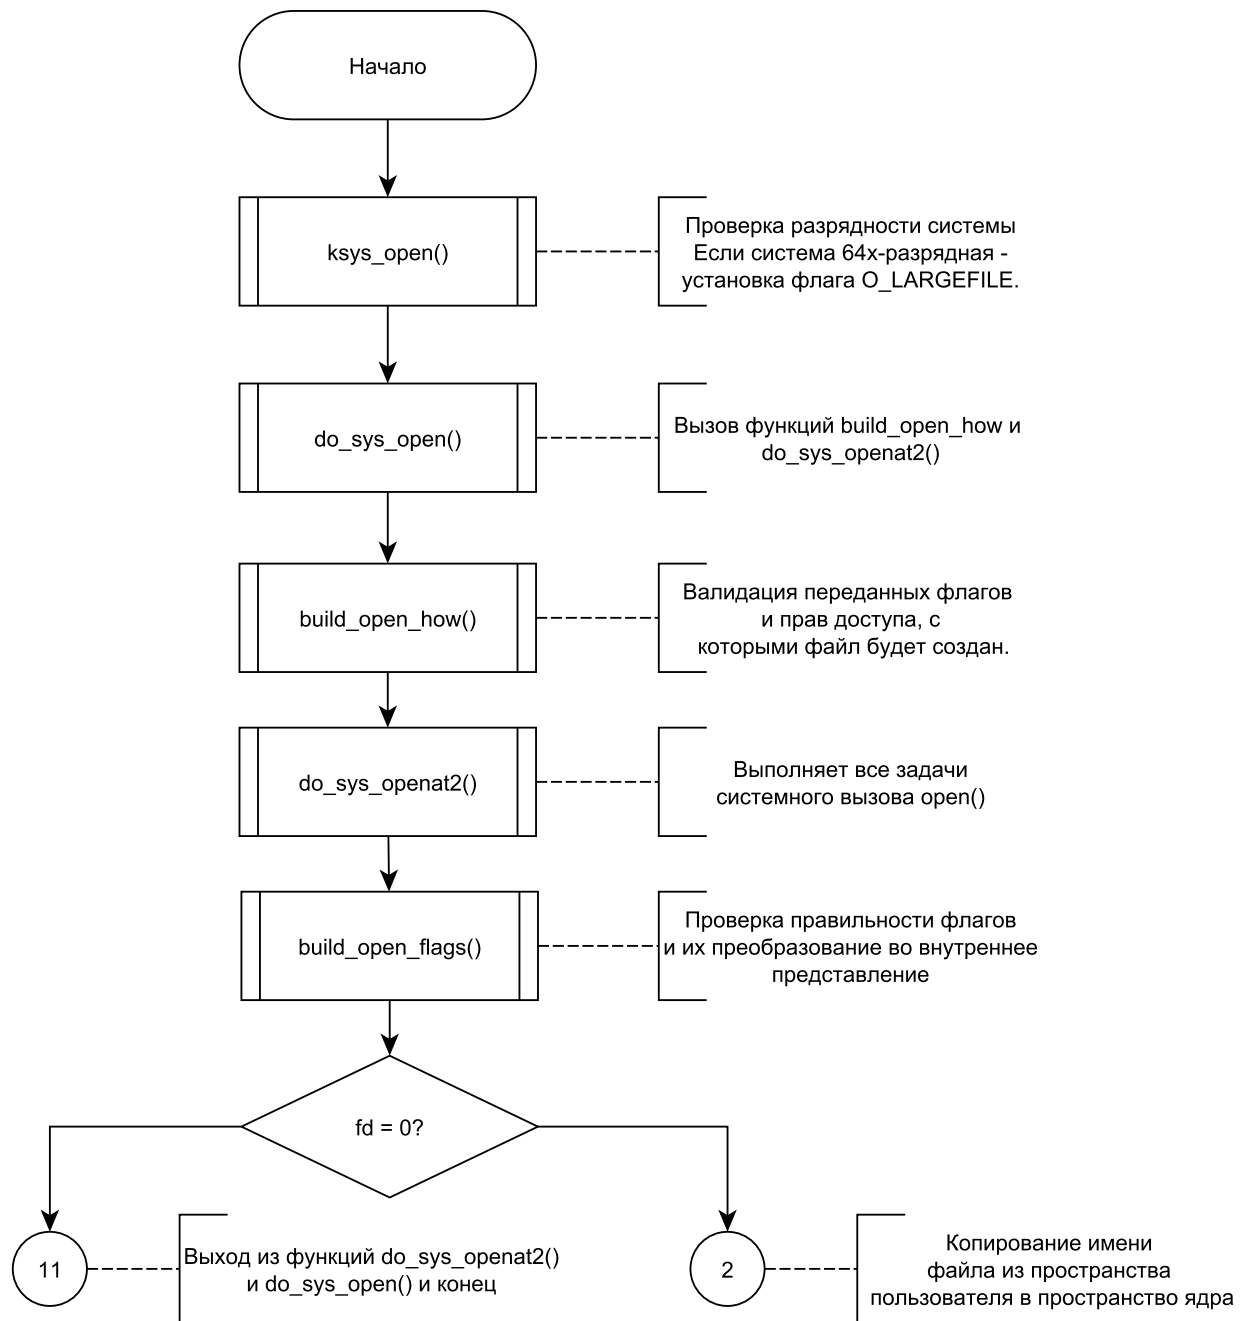 Начало
ksys_open()
Проверка разрядности системы
Если система 64х-разрядная -
установка флага O_LARGEFILE.
do_sys_open()
Вызов функций build_open_how и
do_sys_openat2()
build_open_how()
Валидация переданных флагов
и прав доступа, с
которыми файл будет создан.
do_sys_openat2()
Выполняет все задачи
системного вызова open()
build_open_flags()
Проверка правильности флагов
и их преобразование во внутреннее
представление
fd = 0?
11
Выход из функций do_sys_openat2()
и do_sys_open() и конец
2
Копирование имени
файла из пространства
пользователя в пространство ядра